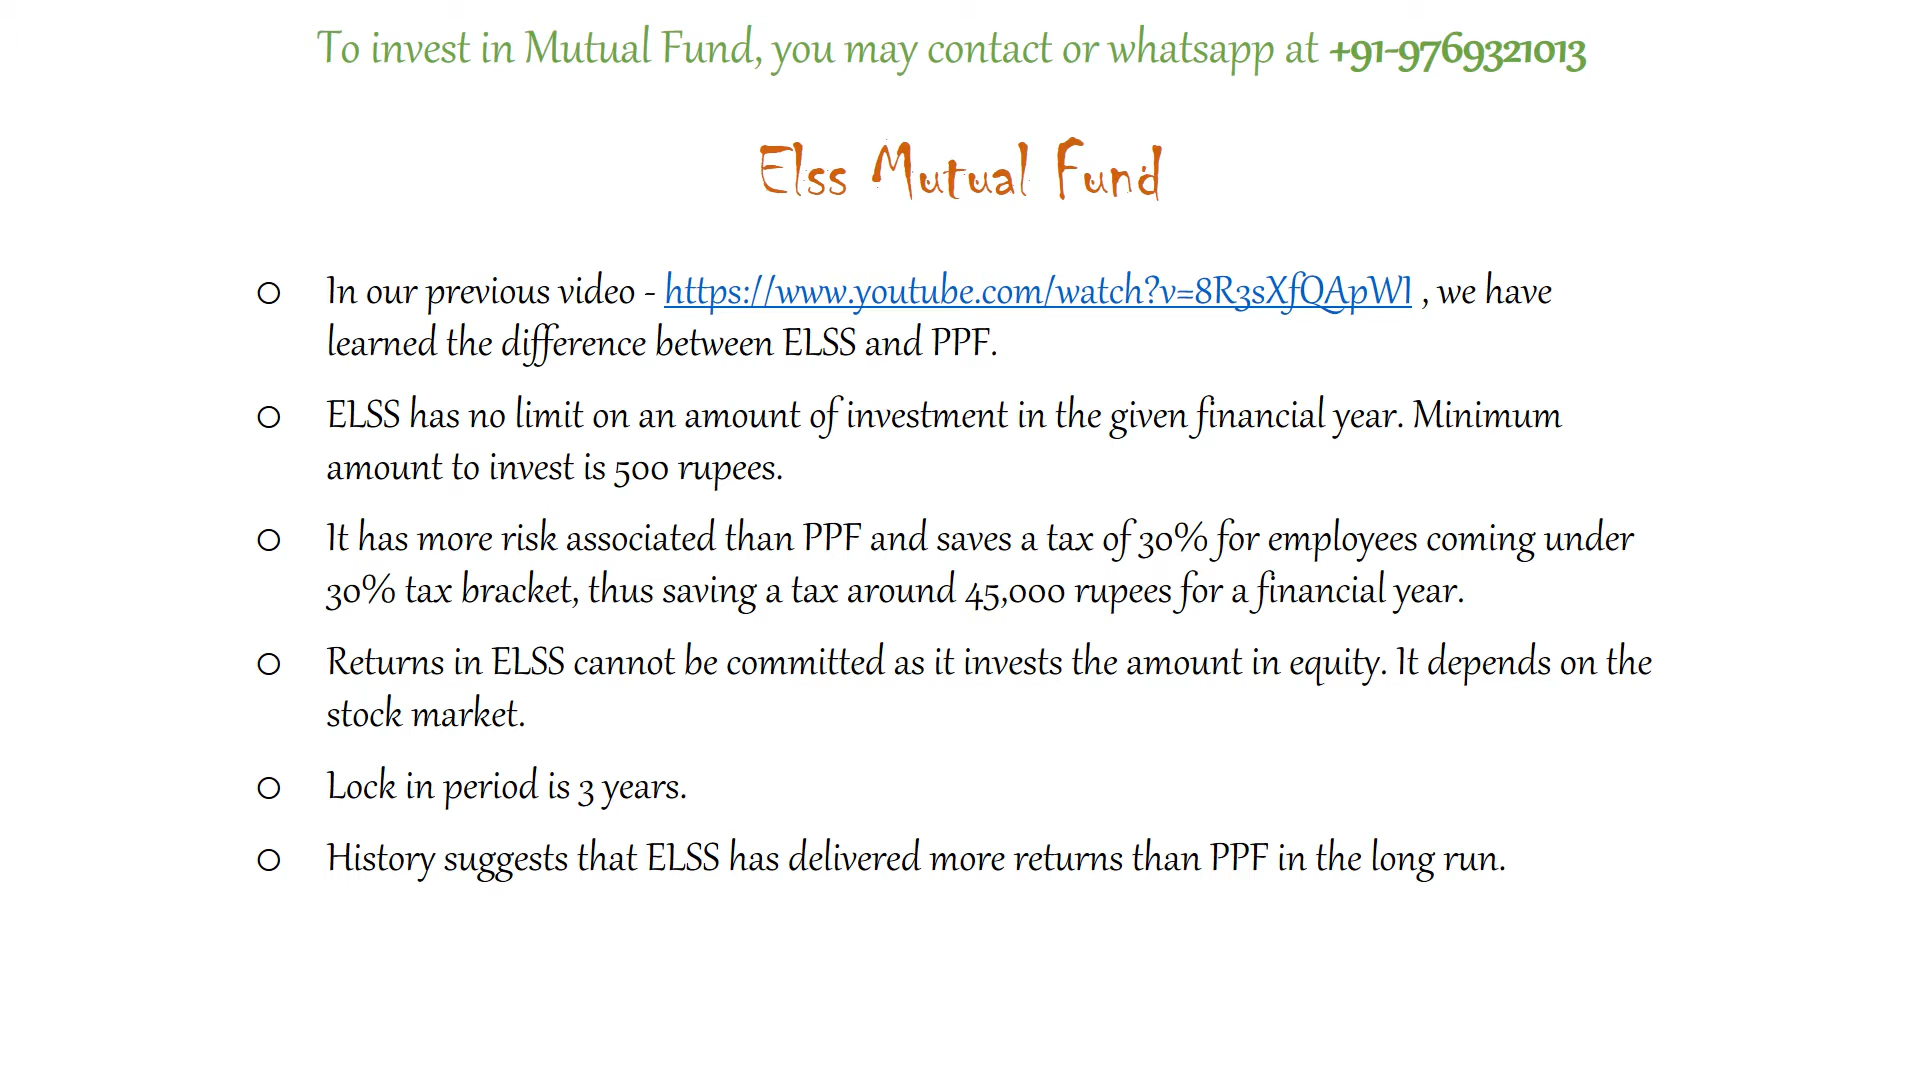 To invest in Mutual Fund, you may contact or whatsapp at +91-9769321013
Elss Mutual Fund
o In our previous video - https://www.youtube.com/watch?v=8R3sXfQApWI , we have
learned the difference between ELSS and PPF.
o ELSS has no limit on an amount of investment in the given financial year. Minimum
amount to invest is 500 rupees.
o It has more risk associated than PPF and saves a tax of 30% for employees coming under
30% tax bracket, thus saving a tax around 45,000 rupees for a financial year.
o Returns in ELSS cannot be committed as it invests the amount in equity. It depends on the
stock market.
o Lock in period is 3 years.
o History suggests that ELSS has delivered more returns than PPF in the long run.